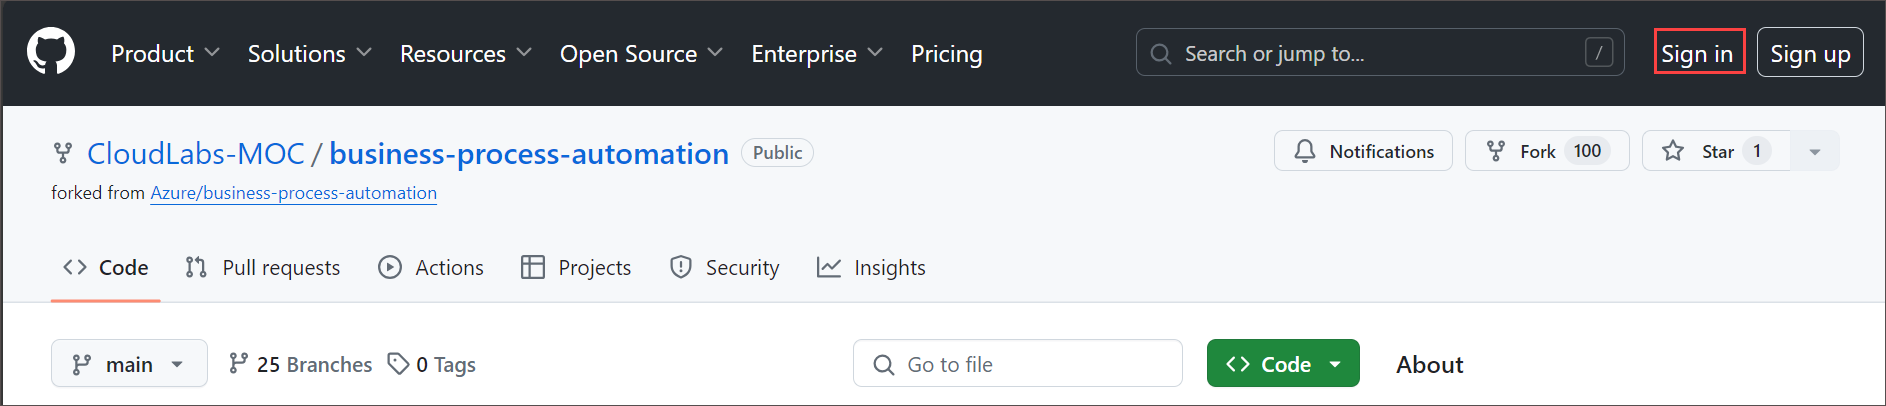 Product Solutions Resources Open Source Enterprise Pricing Search or jump to... / Sign in Sign up
CloudLabs-MOC / business-process-automation Public Notifications Fork 100 Star 1
forked from Azure/business-process-automation
Code Pull requests Actions Projects Security Insights
main 25 Branches 0 Tags Go to file Code About